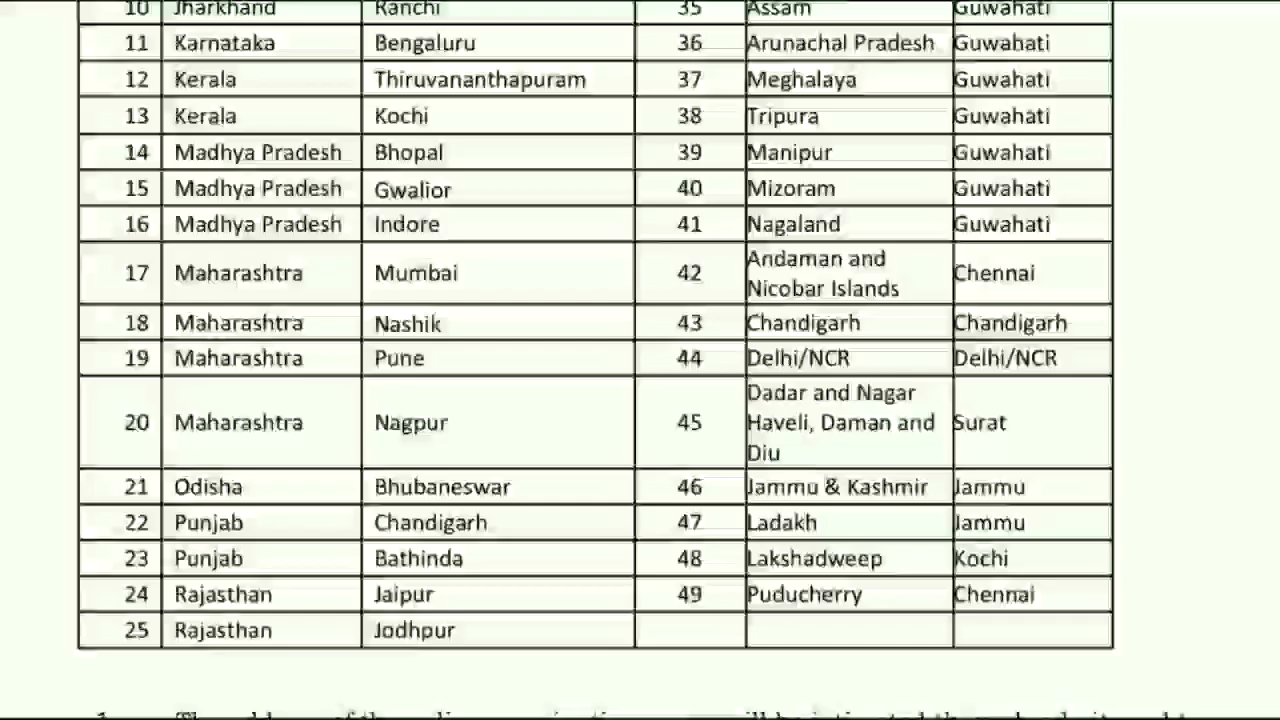 10 Jharkhand Ranchi 35 Assam Guwahati
11 Karnataka Bengaluru 36 Arunachal Pradesh Guwahati
12 Kerala Thiruvananthapuram 37 Meghalaya Guwahati
13 Kerala Kochi 38 Tripura Guwahati
14 Madhya Pradesh Bhopal 39 Manipur Guwahati
15 Madhya Pradesh Gwalior 40 Mizoram Guwahati
16 Madhya Pradesh Indore 41 Nagaland Guwahati
17 Maharashtra Mumbai 42 Andaman and
Nicobar Islands Chennai
18 Maharashtra Nashik 43 Chandigarh Chandigarh
19 Maharashtra Pune 44 Delhi/NCR Delhi/NCR
20 Maharashtra Nagpur 45 Dadar and Nagar
Haveli, Daman and
Diu Surat
21 Odisha Bhubaneswar 46 Jammu & Kashmir Jammu
22 Punjab Chandigarh 47 Ladakh Jammu
23 Punjab Bathinda 48 Lakshadweep Kochi
24 Rajasthan Jaipur 49 Puducherry Chennai
25 Rajasthan Jodhpur